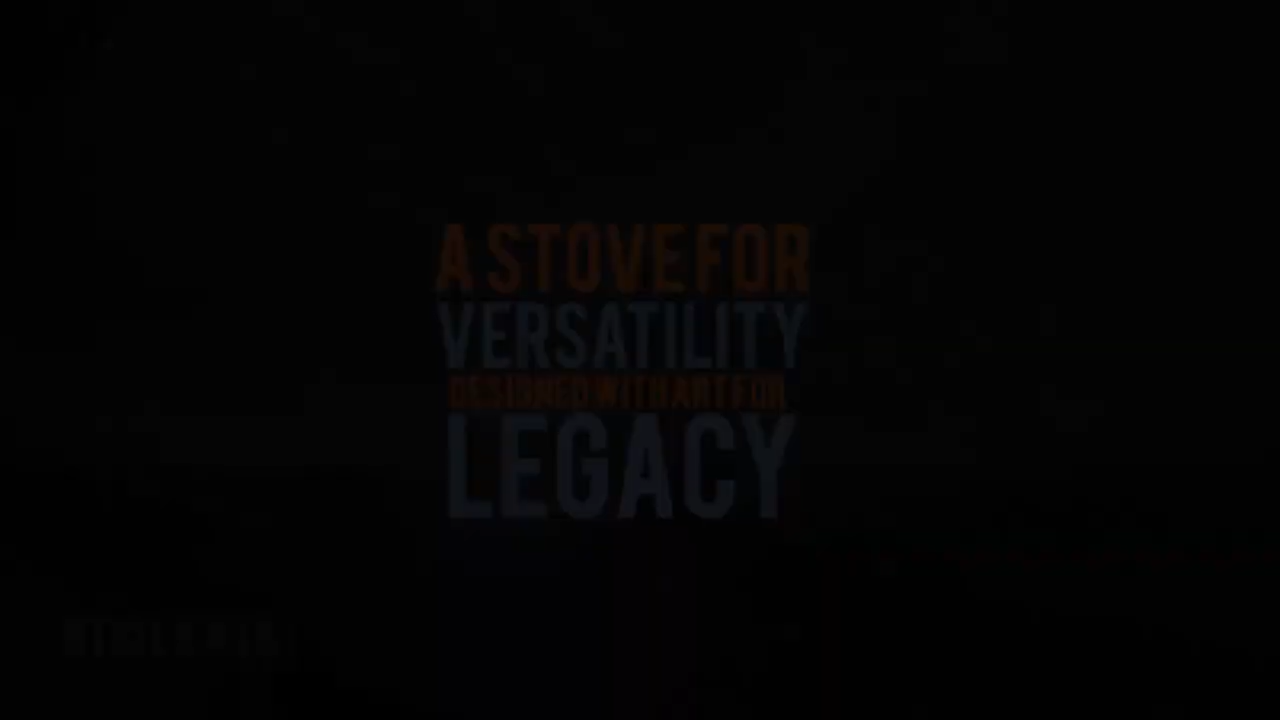 A STOVE FOR
VERSATILITY
DESIGNED WITH ART FOR
LEGACY